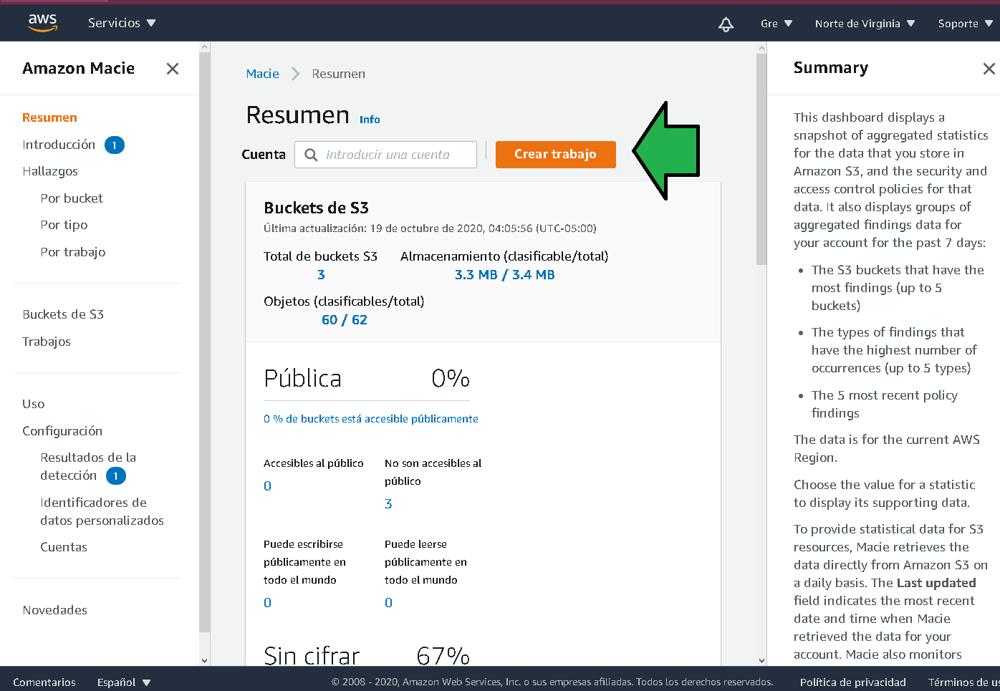 aws
Servicios
Gre
Norte de Virginia
Soporte
Amazon Macie
Resumen
Introducción 1
Hallazgos
Por bucket
Por tipo
Por trabajo
Buckets de S3
Trabajos
Uso
Configuración
Resultados de la
detección 1
Identificadores de
datos personalizados
Cuentas
Novedades
Macie
Resumen
Resumen Info
Cuenta
Introducir una cuenta
Crear trabajo
Buckets de S3
Última actualización: 19 de octubre de 2020, 04:05:56 (UTC-05:00)
Total de buckets S3
3
Almacenamiento (clasificable/total)
3.3 MB / 3.4 MB
Objetos (clasificables/total)
60 / 62
Pública 0%
0 % de buckets está accesible públicamente
Accesibles al público
0
No son accesibles al
público
3
Puede escribirse
públicamente en
todo el mundo
0
Puede leerse
públicamente en
todo el mundo
0
Sin cifrar 67%
Summary
This dashboard displays a
snapshot of aggregated statistics
for the data that you store in
Amazon S3, and the security and
access control policies for that
data. It also displays groups of
aggregated findings data for
your account for the past 7 days:
• The S3 buckets that have the
most findings (up to 5
buckets)
• The types of findings that
have the highest number of
occurrences (up to 5 types)
• The 5 most recent policy
findings
The data is for the current AWS
Region.
Choose the value for a statistic
to display its supporting data.
To provide statistical data for S3
resources, Macie retrieves the
data directly from Amazon S3 on
a daily basis. The Last updated
field indicates the most recent
date and time when Macie
retrieved the data for your
account. Macie also monitors
Comentarios
Español
© 2008 - 2020, Amazon Web Services, Inc. o sus empresas afiliadas. Todos los derechos reservados.
Política de privacidad
Términos de u